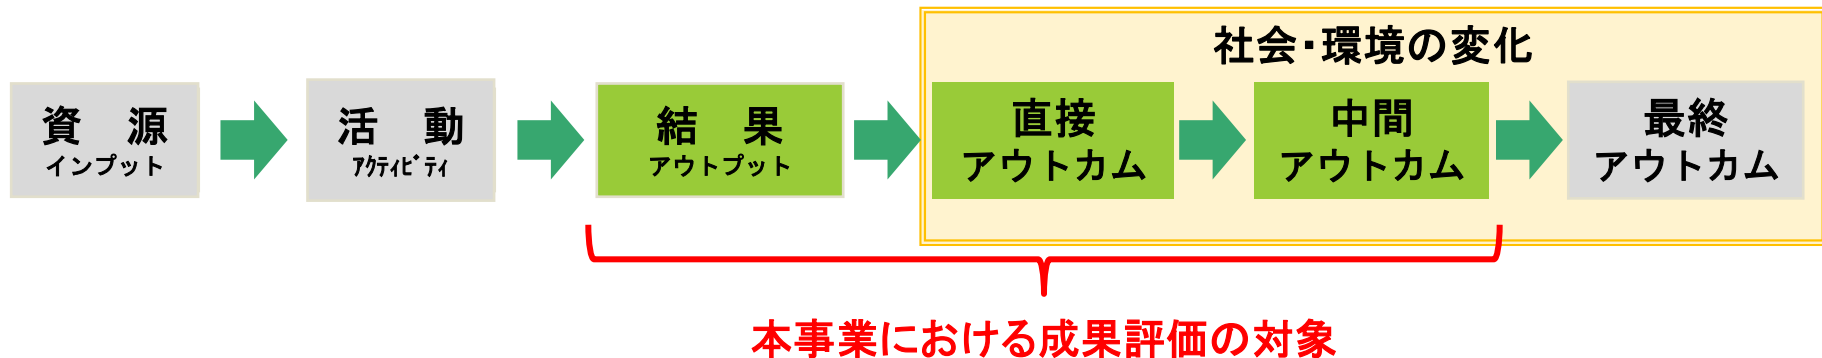 社会・環境の変化
資　源
インプット
活　動
ｱｸﾃｨﾋﾞﾃｨ
結　果
アウトプット
直接
アウトカム
中間
アウトカム
最終
アウトカム
本事業における成果評価の対象